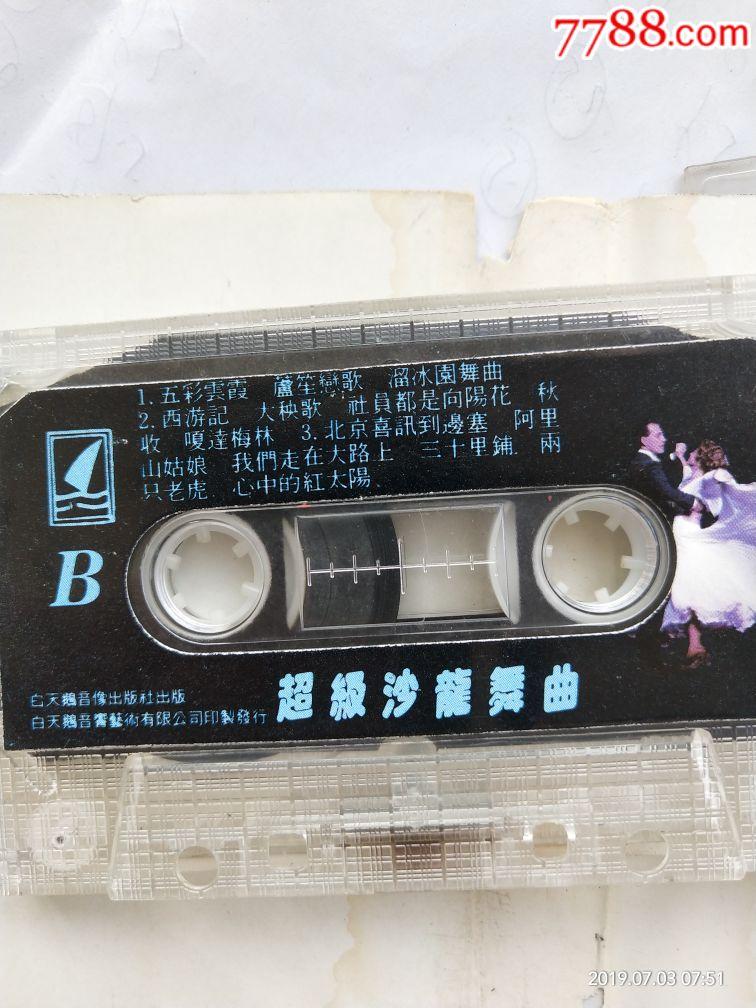 7788.com
1.五彩雲霞 蘆笙戀歌 溜冰園舞曲
2.西游記 大秧歌 社員都是向陽花 秋
收 嘎達梅林 3.北京喜訊到邊塞 阿里
山姑娘 我們走在大路上 三十里鋪. 兩
只老虎 心中的紅太陽.
B
超級沙龍舞曲
白天鵝音像出版社出版
白天鵝音響藝術有限公司印製發行
2019.07.03 07:51